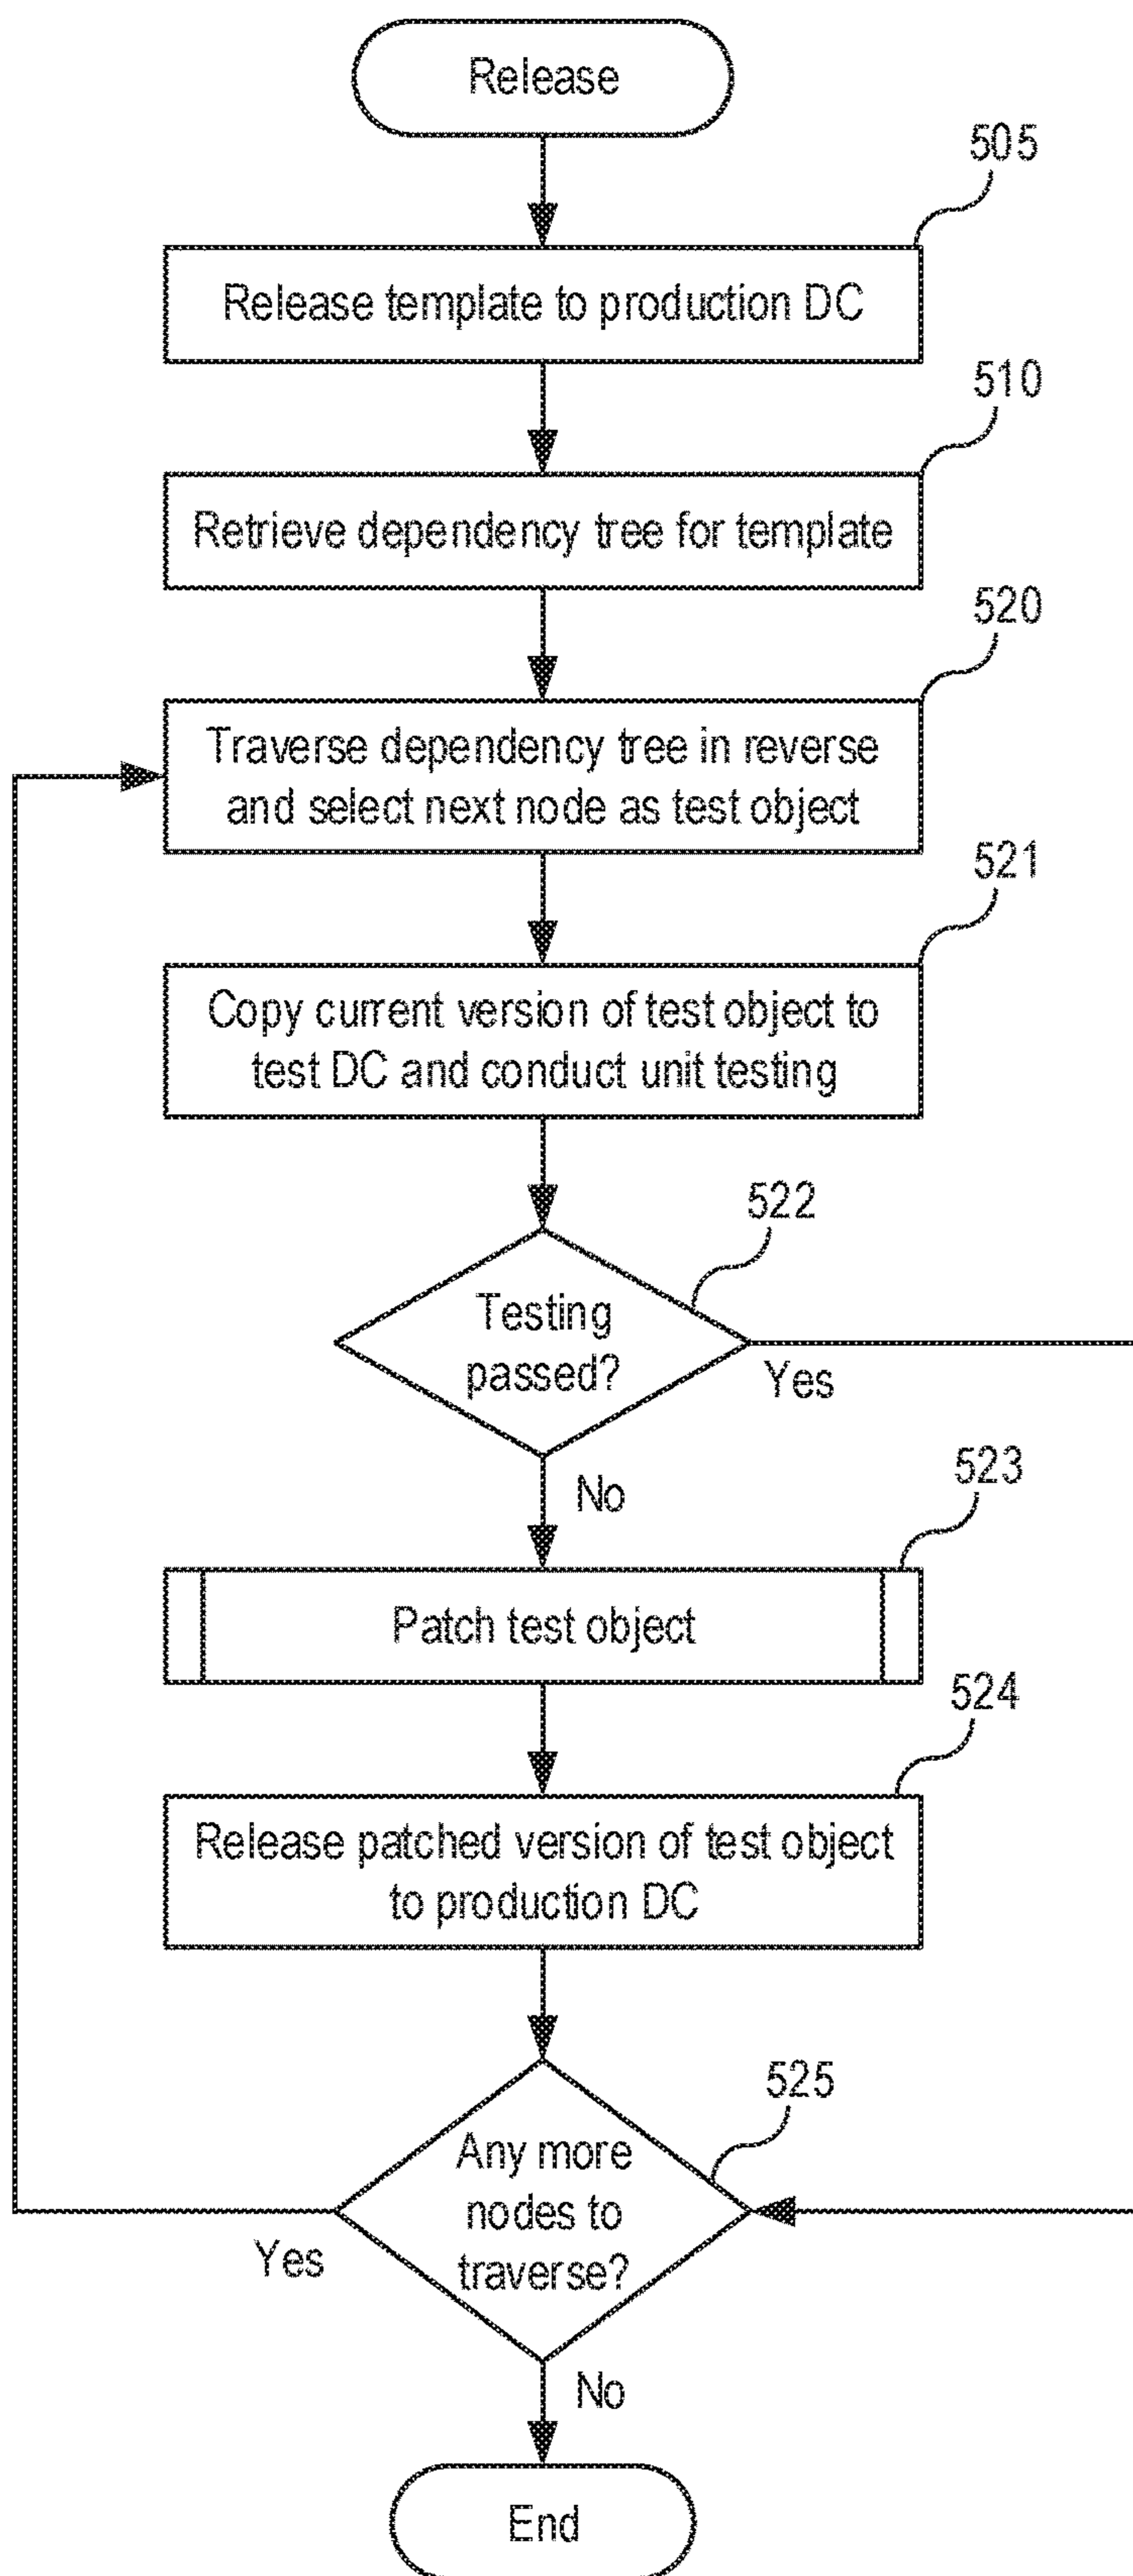 Release
505
Release template to production DC
510
Retrieve dependency tree for template
520
Traverse dependency tree in reverse
and select next node as test object
521
Copy current version of test object to
test DC and conduct unit testing
522
Testing
passed?
Yes
No
523
Patch test object
524
Release patched version of test object
to production DC
525
Any more
nodes to
traverse?
Yes
No
End